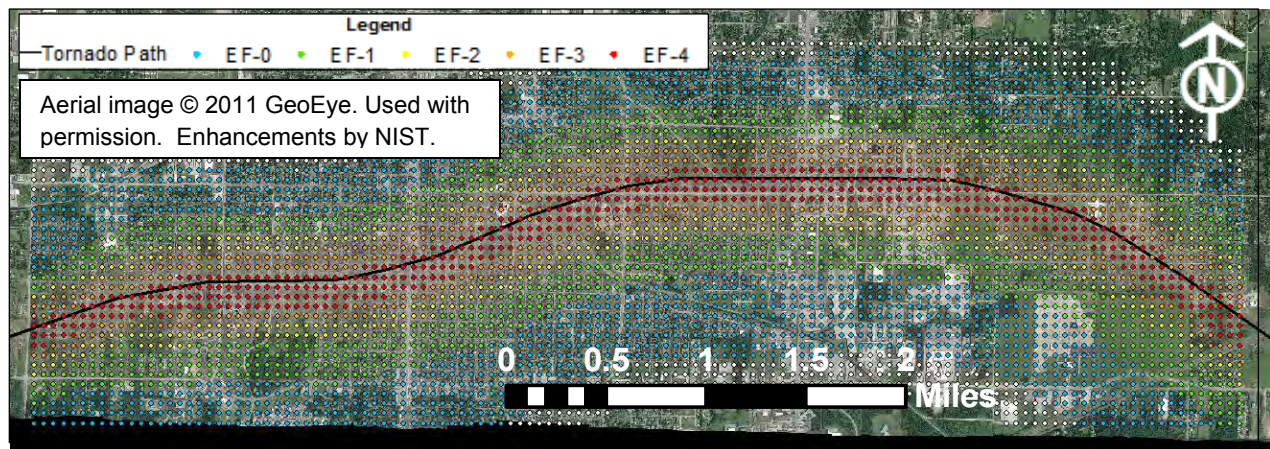 Legend
Tornado Path EF-0 EF-1 EF-2 EF-3 EF-4
N
Aerial image © 2011 GeoEye. Used with
permission. Enhancements by NIST.
0 0.5 1 1.5 2
Miles